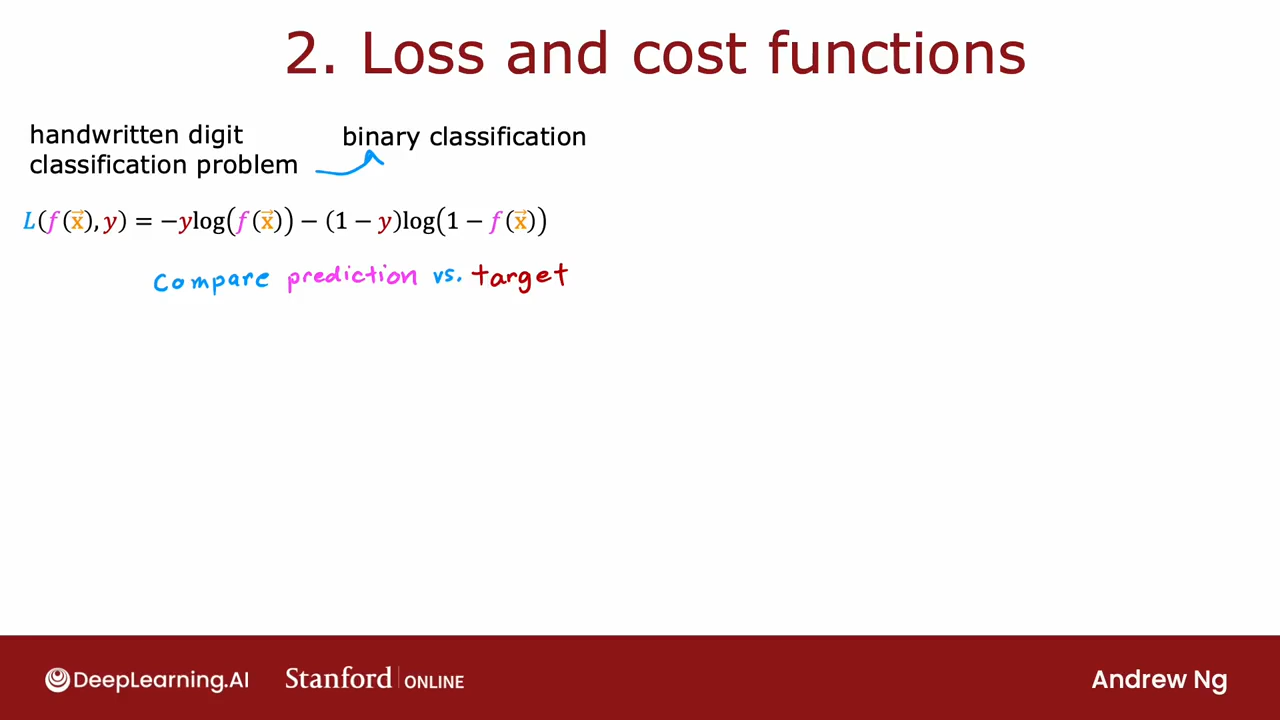 2. Loss and cost functions
handwritten digit
classification problem
binary classification
L(f(x⃗), y) = −ylog(f(x⃗)) − (1 − y)log(1 − f(x⃗))
Compare prediction vs. target
DeepLearning.AI
Stanford | ONLINE
Andrew Ng